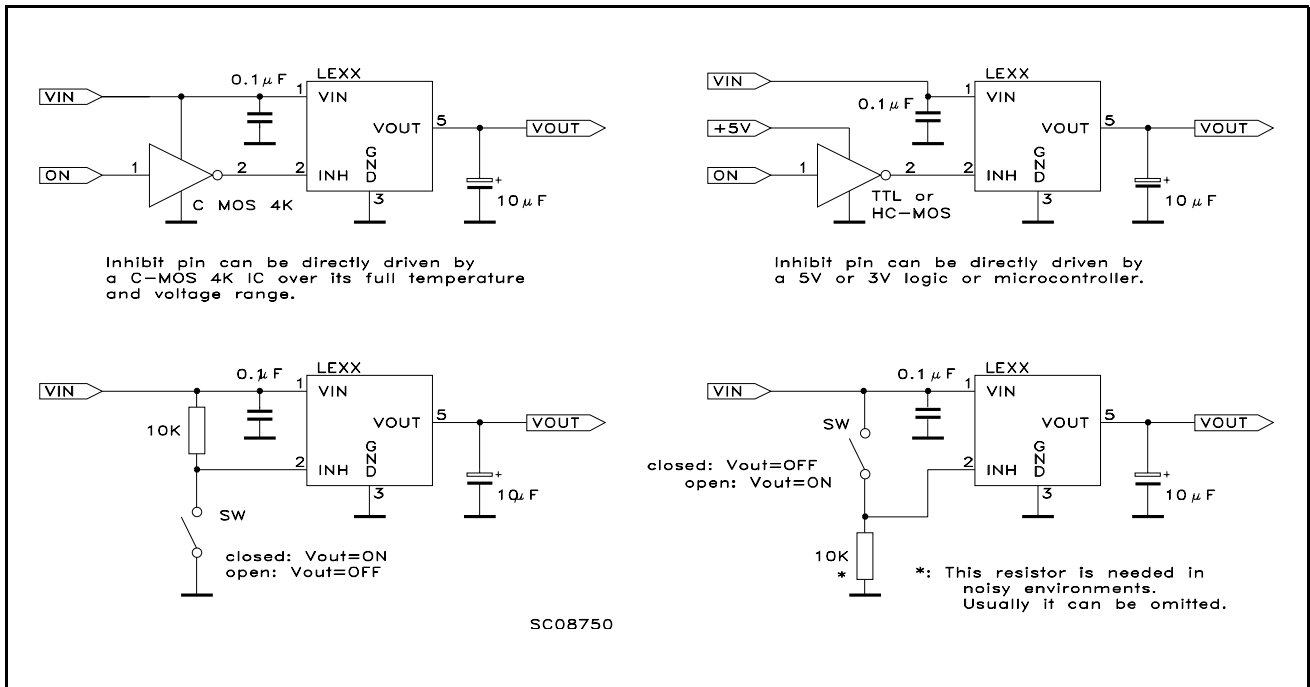 LEXX
0.1μF
VIN
1
VIN
VOUT
5
VOUT
GND
ON
1
2
2
INH
3
+
10μF
C MOS 4K
Inhibit pin can be directly driven by
a C-MOS 4K IC over its full temperature
and voltage range.
LEXX
VIN
1
VIN
0.1μF
+5V
VOUT
5
VOUT
GND
ON
1
2
2
INH
3
+
10μF
TTL or
HC-MOS
Inhibit pin can be directly driven by
a 5V or 3V logic or microcontroller.
LEXX
0.1μF
VIN
1
VIN
10K
VOUT
5
VOUT
GND
2
INH
3
+
10μF
SW
closed: Vout=ON
open: Vout=OFF
LEXX
0.1μF
VIN
1
VIN
SW
VOUT
5
VOUT
GND
closed: Vout=OFF
open: Vout=ON
2
INH
3
+
10μF
10K
*
*: This resistor is needed in
noisy environments.
Usually it can be omitted.
SC08750